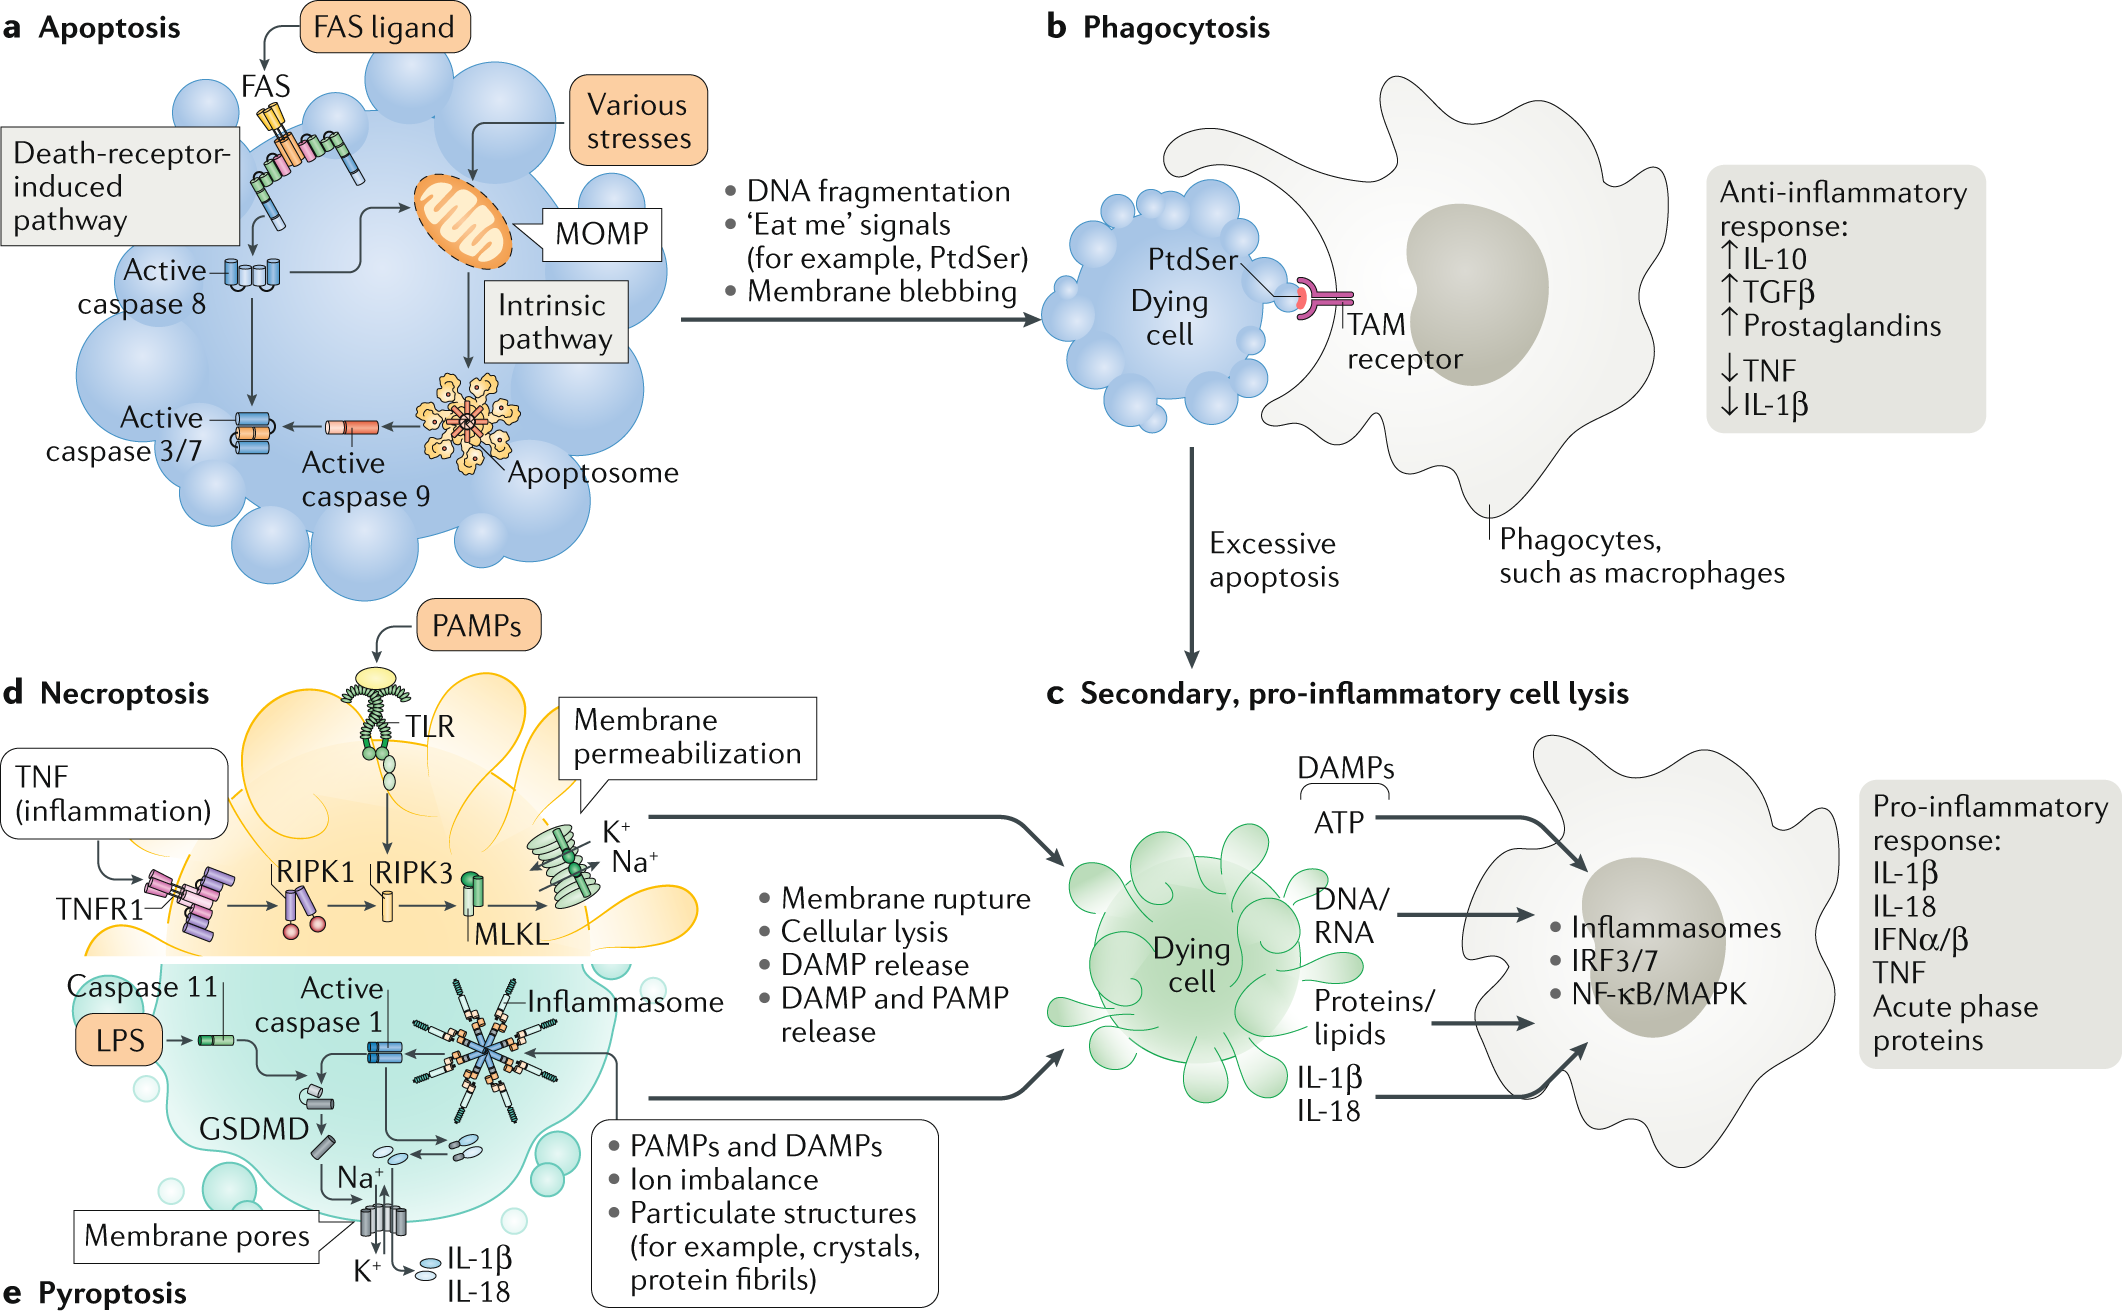 a Apoptosis
FAS ligand
FAS
Various
stresses
Death-receptor-
induced
pathway
MOMP
Active
caspase 8
Intrinsic
pathway
Active
caspase 3/7
Active
caspase 9
Apoptosome
• DNA fragmentation
• ‘Eat me’ signals
(for example, PtdSer)
• Membrane blebbing
b Phagocytosis
PtdSer
Dying
cell
TAM
receptor
Phagocytes,
such as macrophages
Anti-inflammatory
response:
↑IL-10
↑TGFβ
↑Prostaglandins
↓TNF
↓IL-1β
Excessive
apoptosis
d Necroptosis
PAMPs
TLR
Membrane
permeabilization
TNF
(inflammation)
K⁺
Na⁺
RIPK1
RIPK3
TNFR1
MLKL
• Membrane rupture
• Cellular lysis
• DAMP release
• DAMP and PAMP
release
c Secondary, pro-inflammatory cell lysis
DAMPs
ATP
DNA/
RNA
Proteins/
lipids
IL-1β
IL-18
Dying
cell
• Inflammasomes
• IRF3/7
• NF-κB/MAPK
Pro-inflammatory
response:
IL-1β
IL-18
IFNα/β
TNF
Acute phase
proteins
Caspase 11
Active
caspase 1
Inflammasome
LPS
GSDMD
Na⁺
Membrane pores
K⁺
IL-1β
IL-18
• PAMPs and DAMPs
• Ion imbalance
• Particulate structures
(for example, crystals,
protein fibrils)
e Pyroptosis